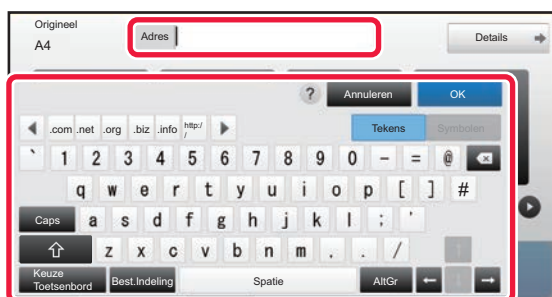 Origineel
A4
Adres
Details
? Annuleren OK
.com .net .org .biz .info http://
Tekens Symbolen
` 1 2 3 4 5 6 7 8 9 0 - = @
q w e r t y u i o p [ ] #
Caps a s d f g h j k l ; '
z x c v b n m . . /
Keuze
Toetsenbord Best.Indeling Spatie AltGr